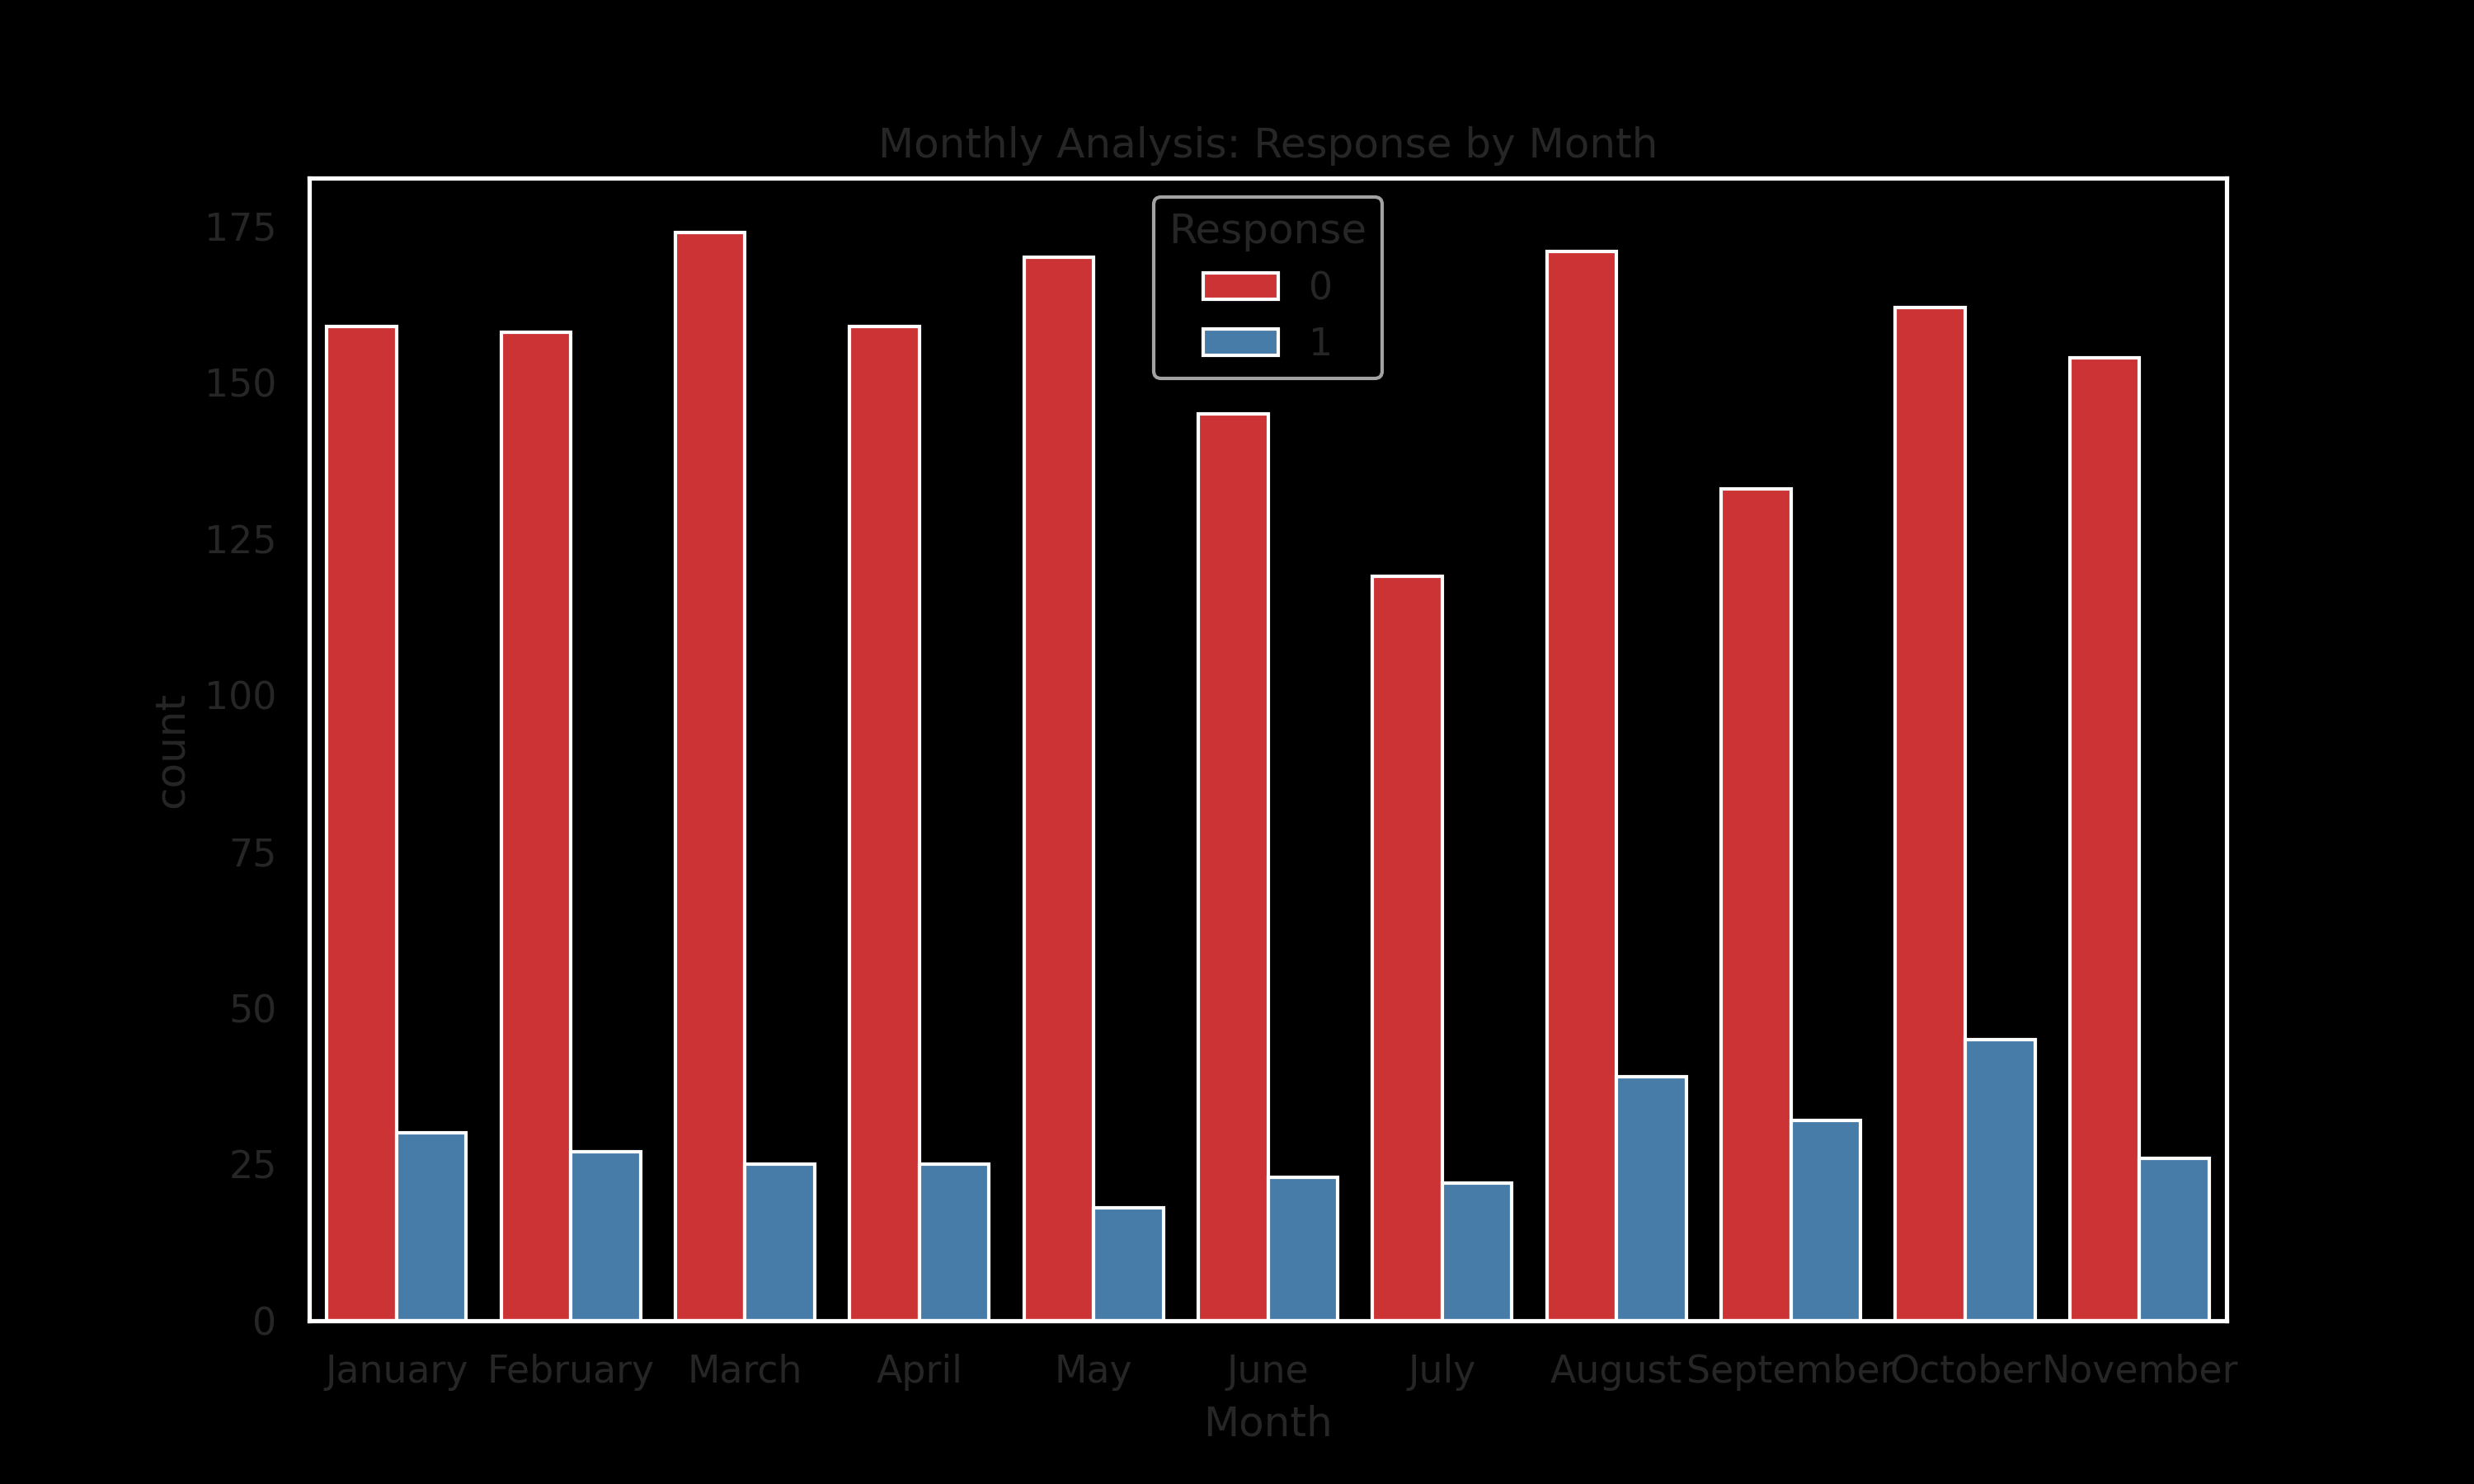 Monthly Analysis: Response by Month
Response
0
1
175
150
125
100
75
50
25
0
count
January February March April May June July August September October November
Month